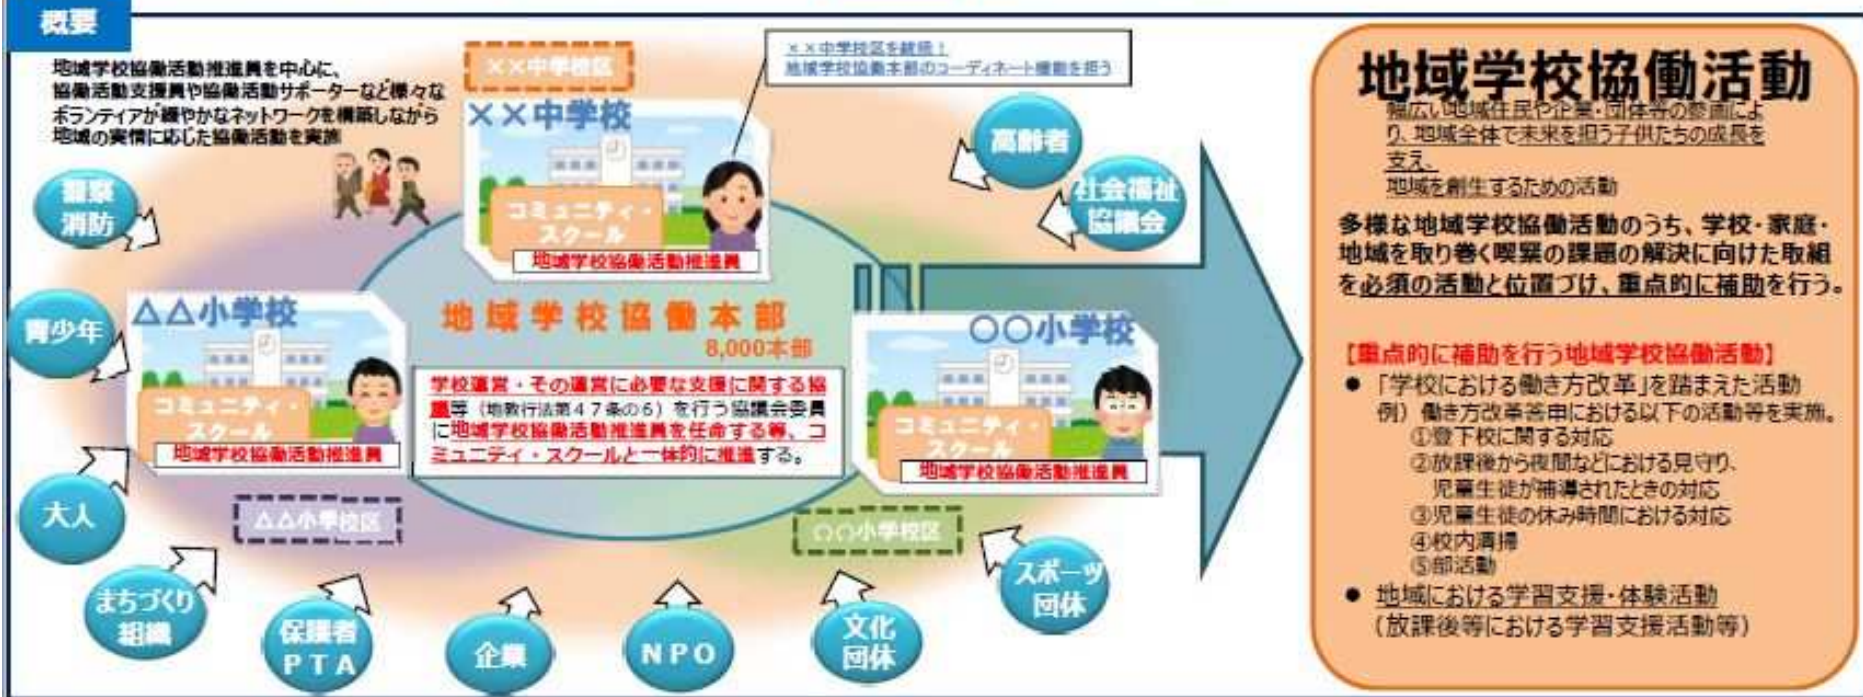 概要
地域学校協働活動推進員を中心に、
協働活動支援員や協働活動サポーターなど様々な
ボランティアが緩やかなネットワークを構築しながら
地域の実情に応じた協働活動を実施
××中学校区
××中学校区を統括!
地域学校協働本部のコーディネート機能を担う
××中学校
コミュニティ・
スクール
地域学校協働活動推進員
高齢者
社会福祉
協議会
警察
消防
青少年
大人
まちづくり
組織
保護者
PTA
企業
NPO
文化
団体
スポーツ
団体
△△小学校
コミュニティ・
スクール
地域学校協働活動推進員
△△小学校区
地域学校協働本部
8,000本部
学校運営・その運営に必要な支援に関する協
議等(地教行法第47条の6)を行う協議会委員
に地域学校協働活動推進員を任命する等、コ
ミュニティ・スクールと一体的に推進する。
〇〇小学校
コミュニティ・
スクール
地域学校協働活動推進員
〇〇小学校区
地域学校協働活動
幅広い地域住民や企業・団体等の参画によ
り、地域全体で未来を担う子供たちの成長を
支え、
地域を創生するための活動
多様な地域学校協働活動のうち、学校・家庭・
地域を取り巻く喫緊の課題の解決に向けた取組
を必須の活動と位置づけ、重点的に補助を行う。
【重点的に補助を行う地域学校協働活動】
● 「学校における働き方改革」を踏まえた活動
例)働き方改革答申における以下の活動等を実施。
①登下校に関する対応
②放課後から夜間などにおける見守り、
児童生徒が補導されたときの対応
③児童生徒の休み時間における対応
④校内清掃
⑤部活動
● 地域における学習支援・体験活動
(放課後等における学習支援活動等)